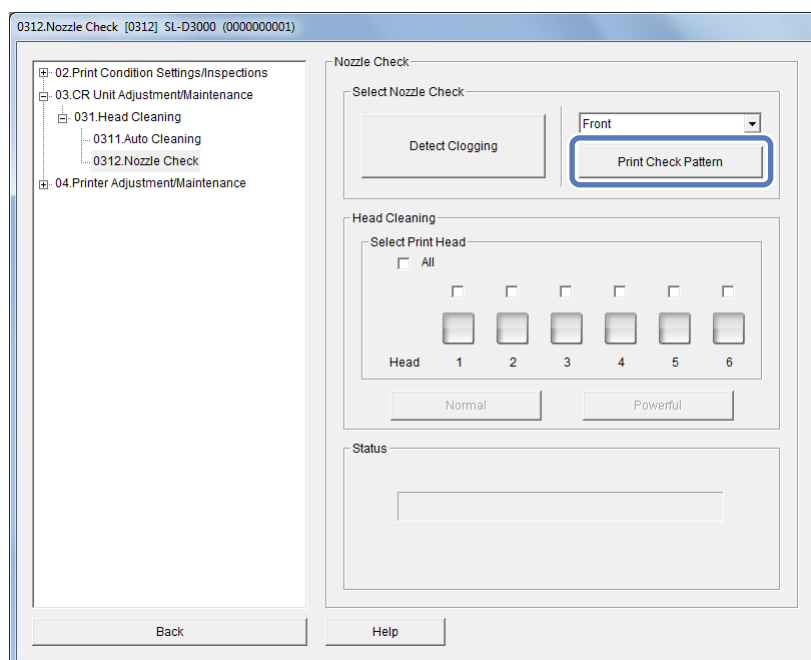 0312.Nozzle Check [0312] SL-D3000 (0000000001)
02.Print Condition Settings/Inspections
03.CR Unit Adjustment/Maintenance
031.Head Cleaning
0311.Auto Cleaning
0312.Nozzle Check
04.Printer Adjustment/Maintenance
Nozzle Check
Select Nozzle Check
Detect Clogging
Front
Print Check Pattern
Head Cleaning
Select Print Head
All
Head 1 2 3 4 5 6
Normal Powerful
Status
Back Help